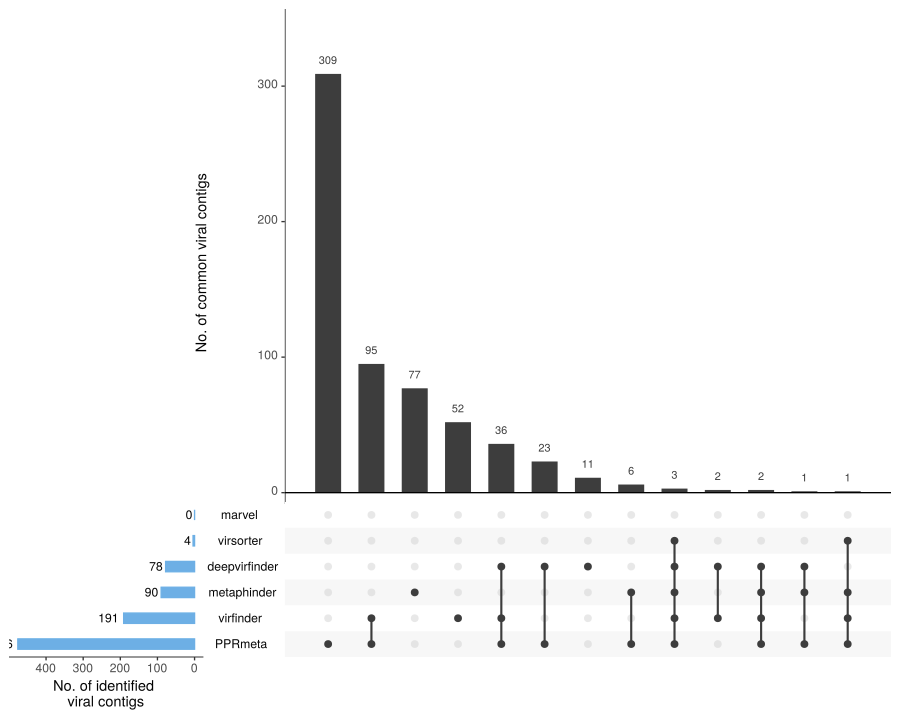 309
300
No. of common viral contigs
200
100
95
77
52
36
23
11
6
3
2
2
1
1
0
0 marvel
4 virsorter
78 deepvirfinder
90 metaphinder
191 virfinder
PPRmeta
400 300 200 100 0
No. of identified
viral contigs